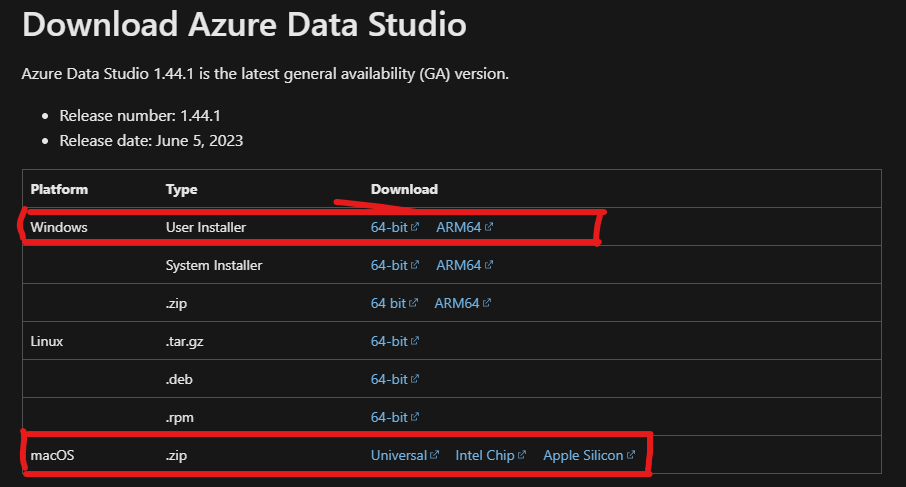 Download Azure Data Studio
Azure Data Studio 1.44.1 is the latest general availability (GA) version.
• Release number: 1.44.1
• Release date: June 5, 2023
Platform Type Download
Windows User Installer 64-bit ARM64
System Installer 64-bit ARM64
.zip 64 bit ARM64
Linux .tar.gz 64-bit
.deb 64-bit
.rpm 64-bit
macOS .zip Universal Intel Chip Apple Silicon